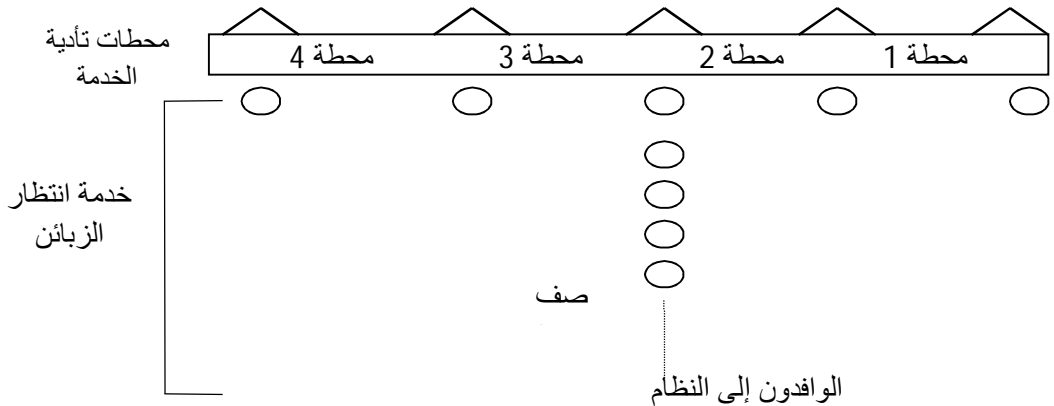 محطات تأدية
الخدمة
محطة 1
محطة 2
محطة 3
محطة 4
خدمة انتظار
الزبائن
صف
الوافدون إلى النظام